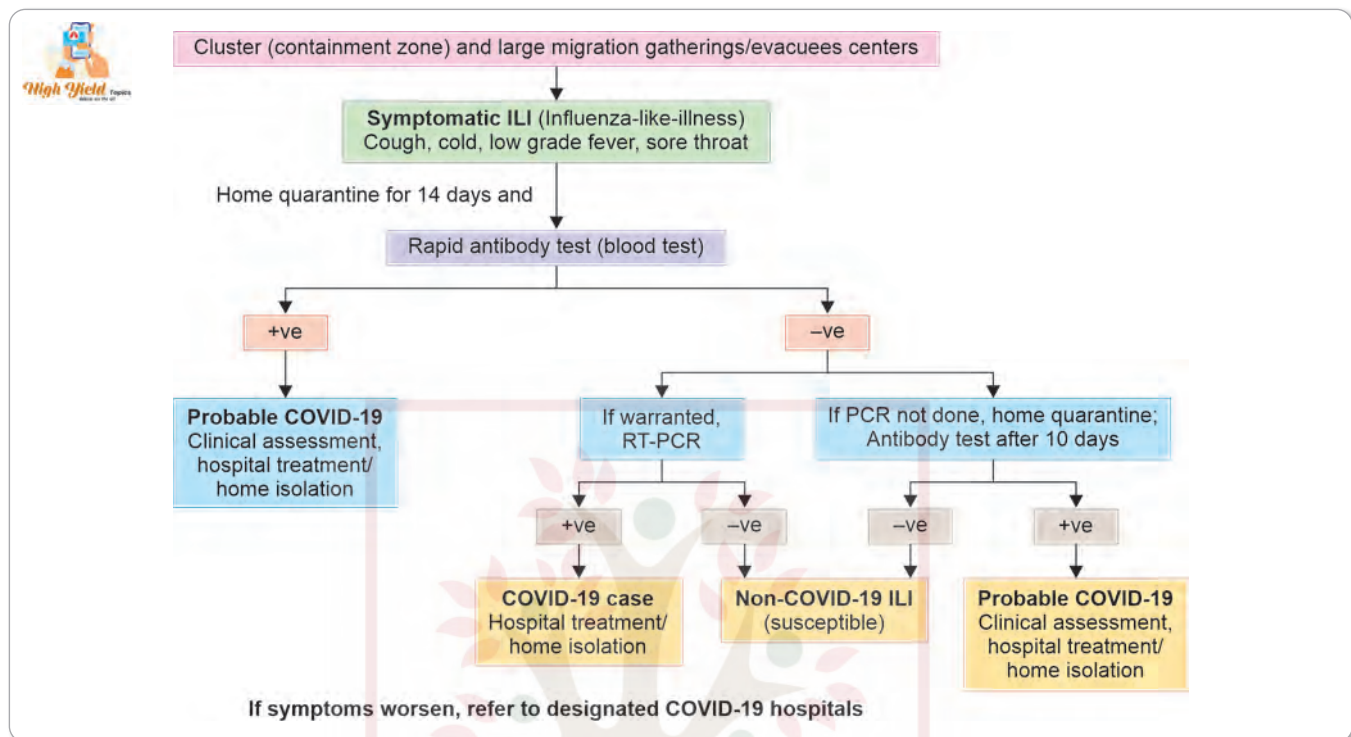 High Yield Topics
Cluster (containment zone) and large migration gatherings/evacuees centers
Symptomatic ILI (Influenza-like-illness)
Cough, cold, low grade fever, sore throat
Home quarantine for 14 days and
Rapid antibody test (blood test)
+ve
–ve
Probable COVID-19
Clinical assessment,
hospital treatment/
home isolation
If warranted,
RT-PCR
If PCR not done, home quarantine;
Antibody test after 10 days
+ve
–ve
–ve
+ve
COVID-19 case
Hospital treatment/
home isolation
Non-COVID-19 ILI
(susceptible)
Probable COVID-19
Clinical assessment,
hospital treatment/
home isolation
If symptoms worsen, refer to designated COVID-19 hospitals